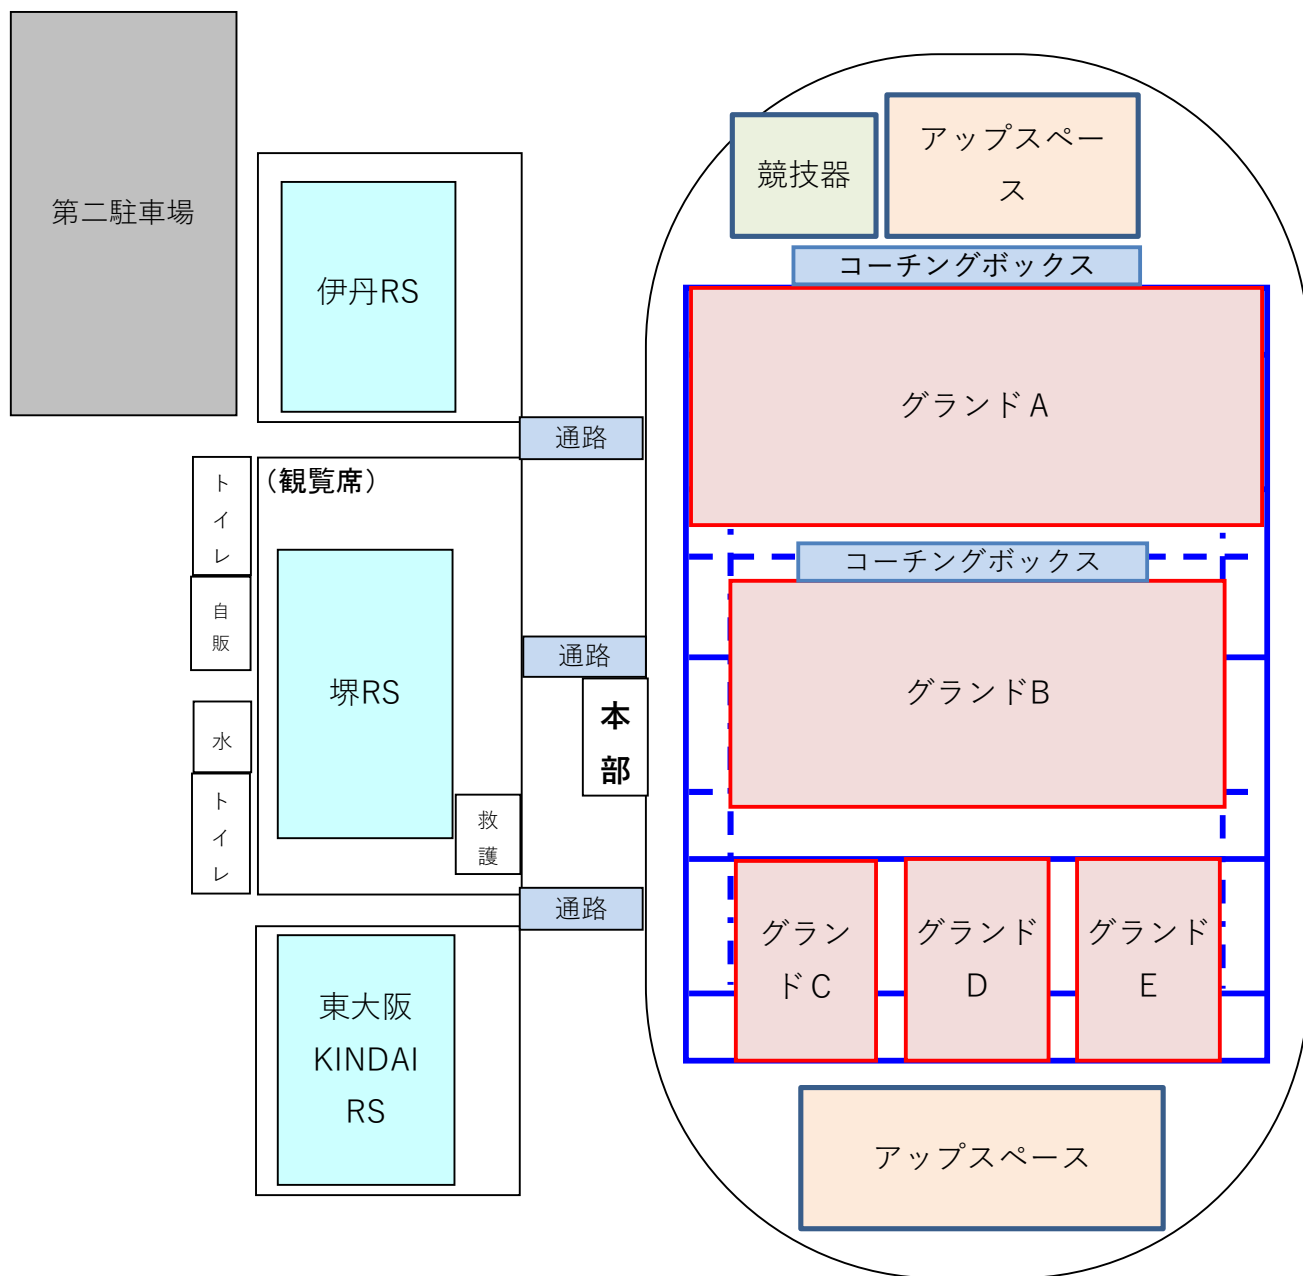 第二駐車場
伊丹RS
競技器
アップスペー
ス
コーチングボックス
グランドA
通路
(観覧席)
トイレ
自販
コーチングボックス
堺RS
通路
グランドB
本部
水
トイレ
救護
通路
グラン
ドC
グランド
D
グランド
E
東大阪
KINDAI
RS
アップスペース